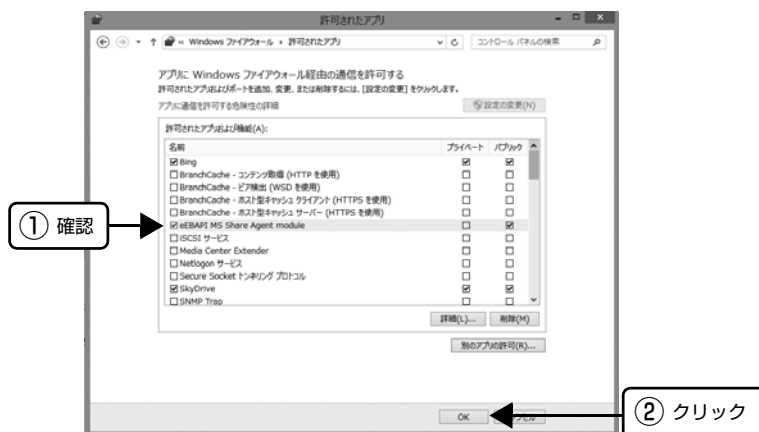 許可されたアプリ
« Windows ファイアウォール › 許可されたアプリ
コントロール パネルの検索
アプリに Windows ファイアウォール経由の通信を許可する
許可されたアプリおよびポートを追加、変更、または削除するには、[設定の変更] をクリックします。
アプリに通信を許可する危険性の詳細
設定の変更(N)
許可されたアプリおよび機能(A):
名前 プライベート パブリック
Bing
BranchCache - コンテンツ取得 (HTTP を使用)
BranchCache - ピア検出 (WSD を使用)
BranchCache - ホスト型キャッシュ クライアント (HTTPS を使用)
BranchCache - ホスト型キャッシュ サーバー (HTTPS を使用)
① 確認
eEBAPI MS Share Agent module
iSCSI サービス
Media Center Extender
Netlogon サービス
Secure Socket トンネリング プロトコル
SkyDrive
SNMP Trap
詳細(L)... 削除(M)
別のアプリの許可(R)...
OK
② クリック